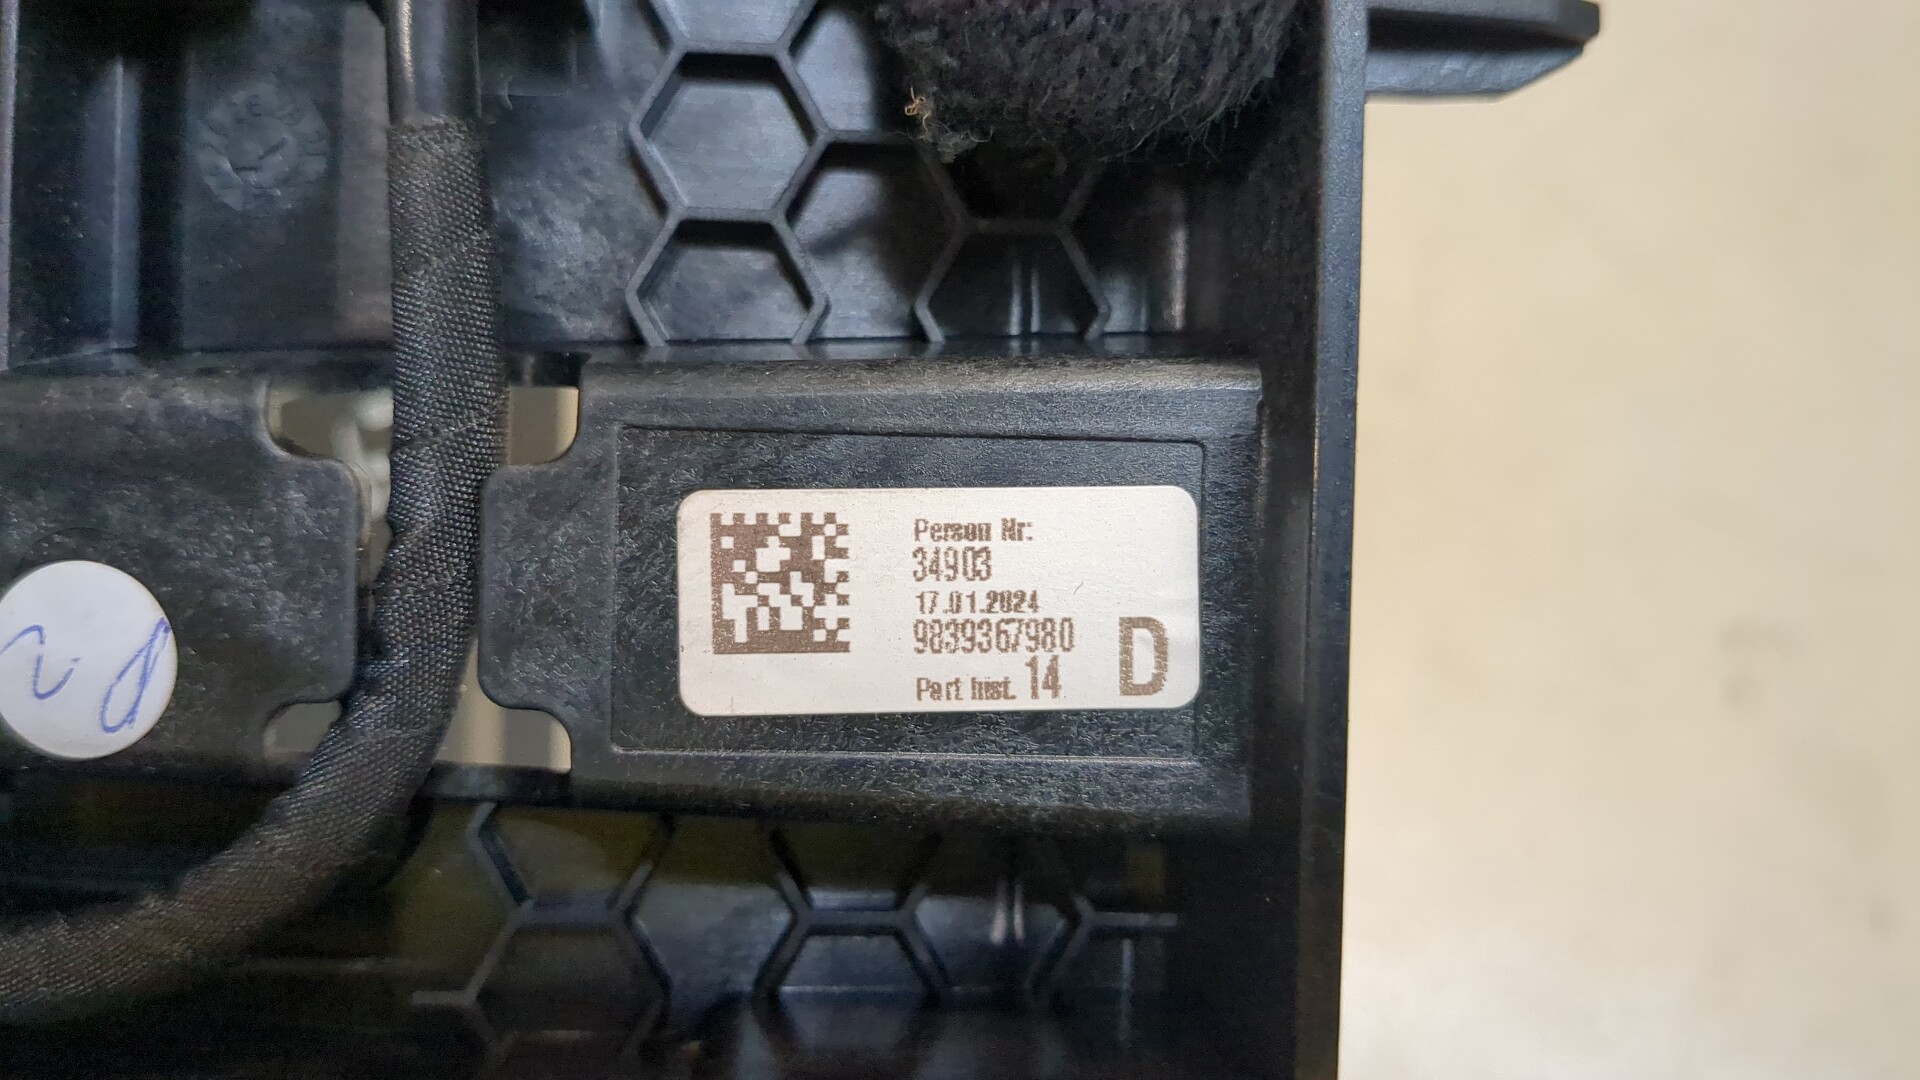 Person Nr:
34903
17.01.2024
9839367980
Part hist. 14
D